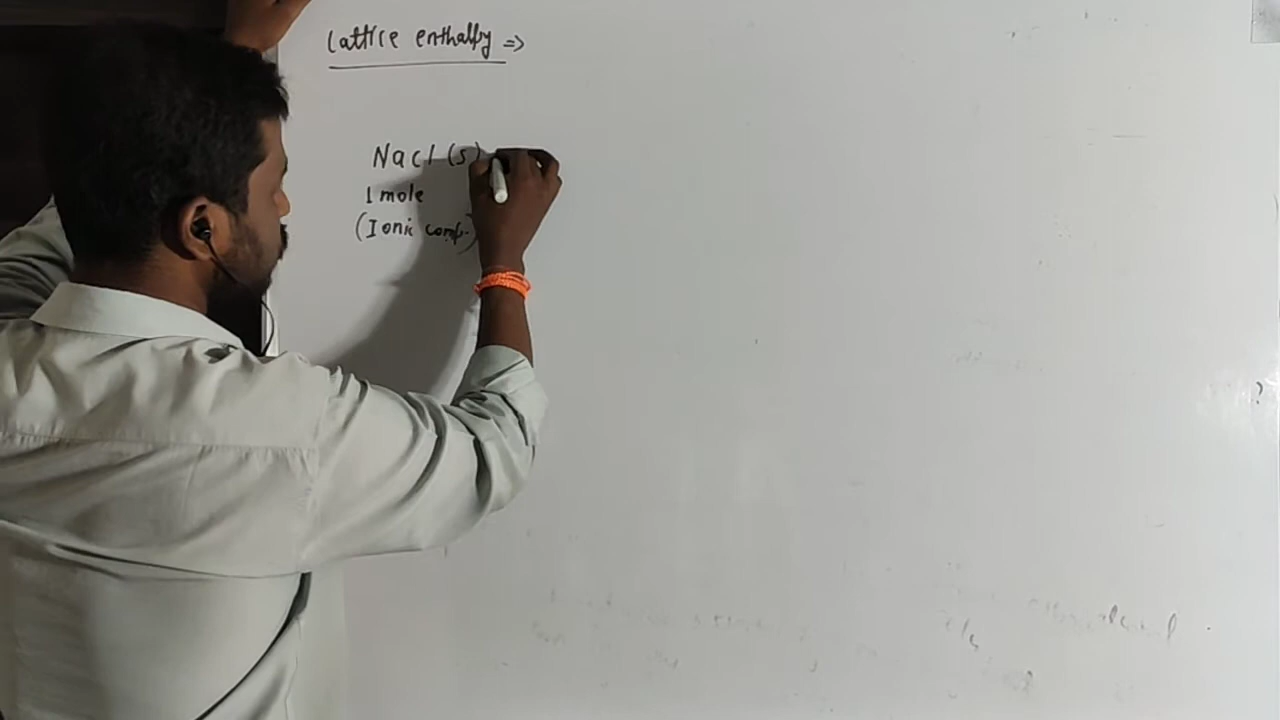 Lattice enthalpy =>
Nacl (s)
1 mole
(Ionic comp.)
?